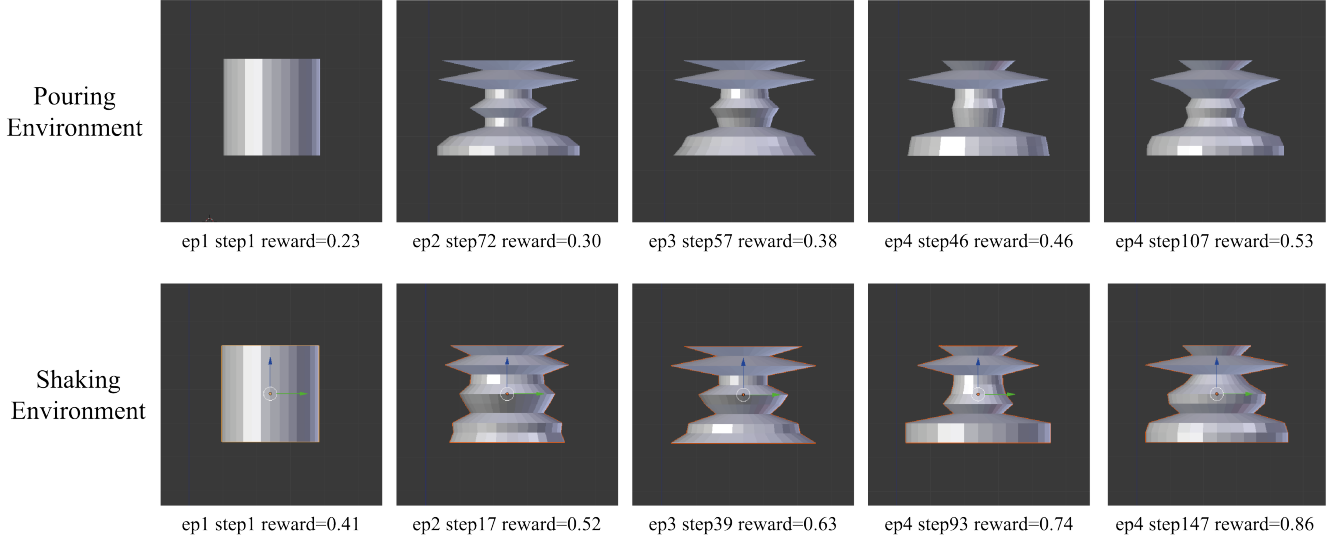 Pouring
Environment
ep1 step1 reward=0.23
ep2 step72 reward=0.30
ep3 step57 reward=0.38
ep4 step46 reward=0.46
ep4 step107 reward=0.53
Shaking
Environment
ep1 step1 reward=0.41
ep2 step17 reward=0.52
ep3 step39 reward=0.63
ep4 step93 reward=0.74
ep4 step147 reward=0.86